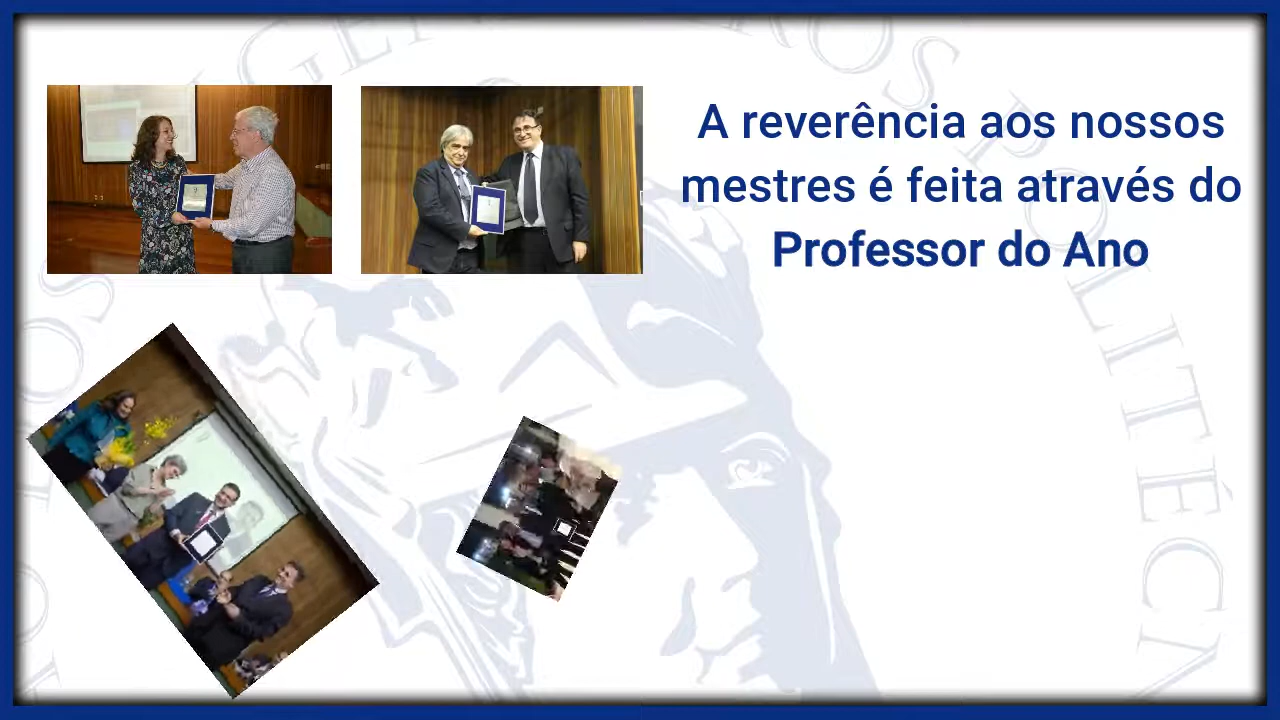 A reverência aos nossos
mestres é feita através do
Professor do Ano